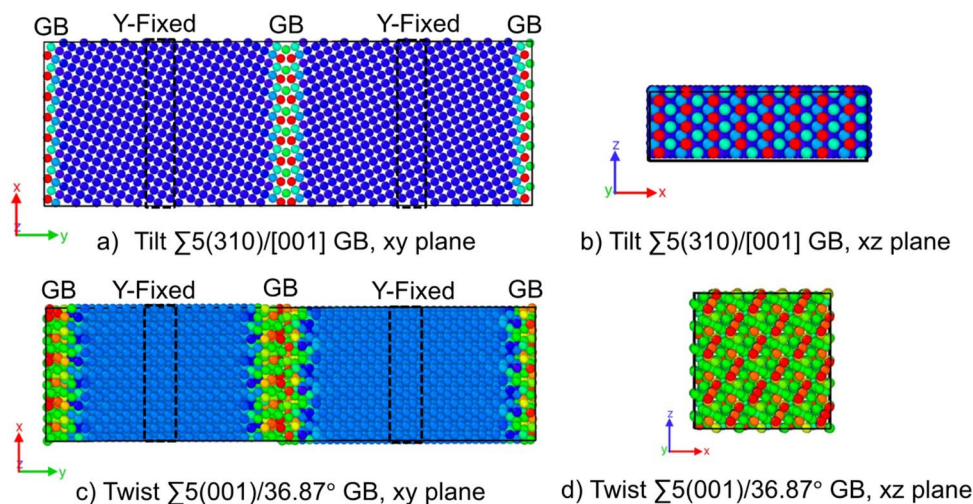 GB Y-Fixed GB Y-Fixed GB
x
z
y
a) Tilt ∑5(310)/[001] GB, xy plane
z
y
x
b) Tilt ∑5(310)/[001] GB, xz plane
GB Y-Fixed GB Y-Fixed GB
x
z
y
c) Twist ∑5(001)/36.87° GB, xy plane
z
y
x
d) Twist ∑5(001)/36.87° GB, xz plane